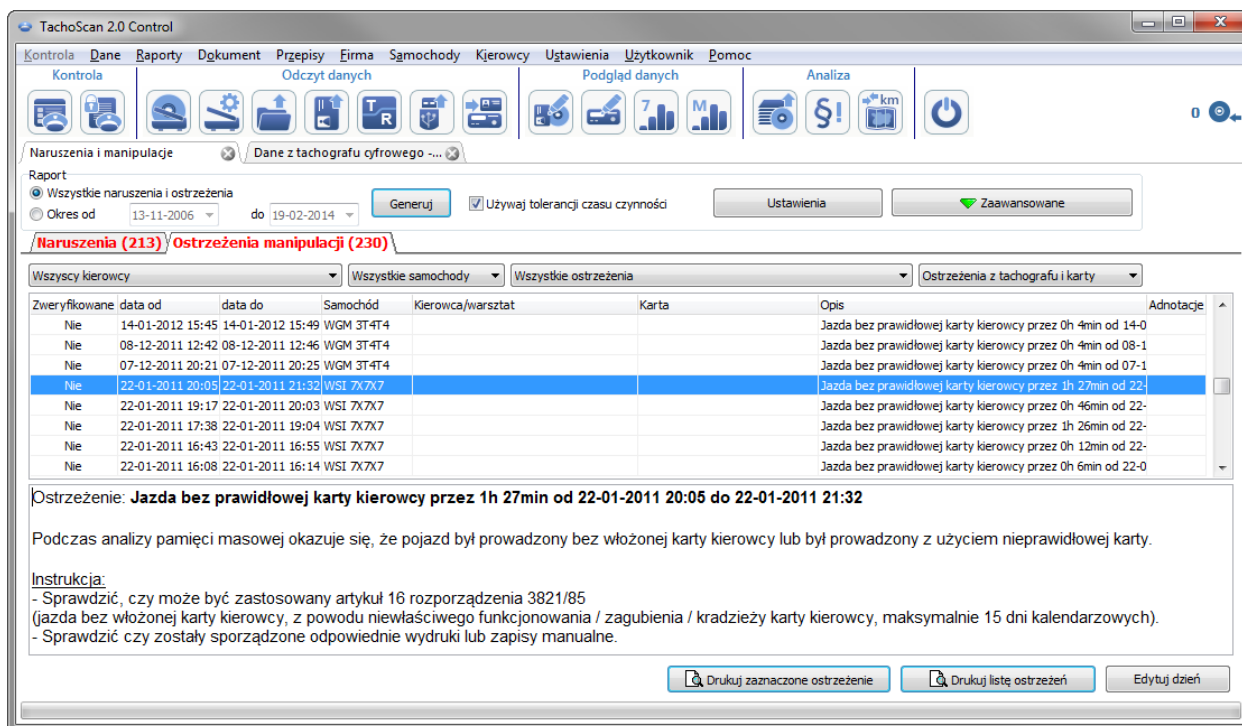 TachoScan 2.0 Control
Kontrola Dane Raporty Dokument Przepisy Firma Samochody Kierowcy Ustawienia Użytkownik Pomoc
Kontrola Odczyt danych Podgląd danych Analiza
T R 7 M §! km 0
Naruszenia i manipulacje Dane z tachografu cyfrowego -...
Raport
Wszystkie naruszenia i ostrzeżenia
Okres od 13-11-2006 do 19-02-2014 Generuj Używaj tolerancji czasu czynności Ustawienia Zaawansowane
Naruszenia (213) Ostrzeżenia manipulacji (230)
Wszyscy kierowcy Wszystkie samochody Wszystkie ostrzeżenia Ostrzeżenia z tachografu i karty
Zweryfikowane data od data do Samochód Kierowca/warsztat Karta Opis Adnotacje
Nie 14-01-2012 15:45 14-01-2012 15:49 WGM 3T4T4 Jazda bez prawidłowej karty kierowcy przez 0h 4min od 14-0
Nie 08-12-2011 12:42 08-12-2011 12:46 WGM 3T4T4 Jazda bez prawidłowej karty kierowcy przez 0h 4min od 08-1
Nie 07-12-2011 20:21 07-12-2011 20:25 WGM 3T4T4 Jazda bez prawidłowej karty kierowcy przez 0h 4min od 07-1
Nie 22-01-2011 20:05 22-01-2011 21:32 WSI 7X7X7 Jazda bez prawidłowej karty kierowcy przez 1h 27min od 22-
Nie 22-01-2011 19:17 22-01-2011 20:03 WSI 7X7X7 Jazda bez prawidłowej karty kierowcy przez 0h 46min od 22-
Nie 22-01-2011 17:38 22-01-2011 19:04 WSI 7X7X7 Jazda bez prawidłowej karty kierowcy przez 1h 26min od 22-
Nie 22-01-2011 16:43 22-01-2011 16:55 WSI 7X7X7 Jazda bez prawidłowej karty kierowcy przez 0h 12min od 22-
Nie 22-01-2011 16:08 22-01-2011 16:14 WSI 7X7X7 Jazda bez prawidłowej karty kierowcy przez 0h 6min od 22-0
Ostrzeżenie: Jazda bez prawidłowej karty kierowcy przez 1h 27min od 22-01-2011 20:05 do 22-01-2011 21:32
Podczas analizy pamięci masowej okazuje się, że pojazd był prowadzony bez włożonej karty kierowcy lub był prowadzony z użyciem nieprawidłowej karty.
Instrukcja:
- Sprawdzić, czy może być zastosowany artykuł 16 rozporządzenia 3821/85
(jazda bez włożonej karty kierowcy, z powodu niewłaściwego funkcjonowania / zagubienia / kradzieży karty kierowcy, maksymalnie 15 dni kalendarzowych).
- Sprawdzić czy zostały sporządzone odpowiednie wydruki lub zapisy manualne.
Drukuj zaznaczone ostrzeżenie Drukuj listę ostrzeżeń Edytuj dzień